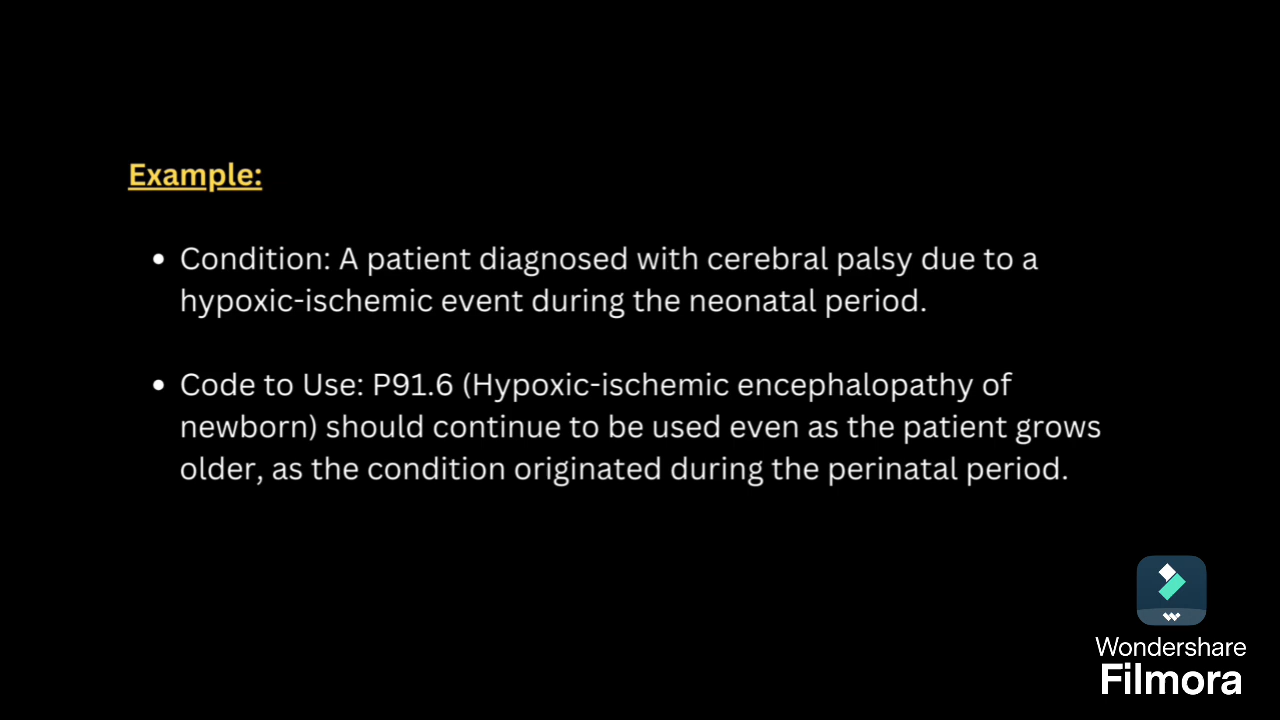 Example:
• Condition: A patient diagnosed with cerebral palsy due to a
hypoxic-ischemic event during the neonatal period.
• Code to Use: P91.6 (Hypoxic-ischemic encephalopathy of
newborn) should continue to be used even as the patient grows
older, as the condition originated during the perinatal period.
Wondershare
Filmora